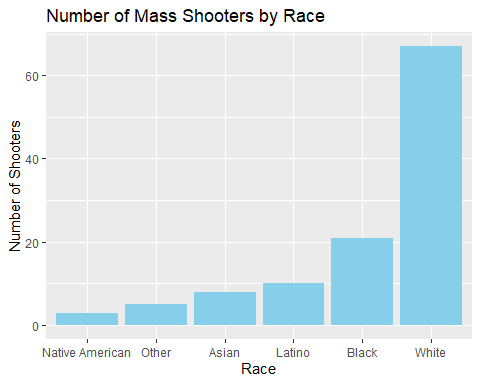 Number of Mass Shooters by Race
Number of Shooters
60
40
20
0
Native American Other Asian Latino Black White
Race